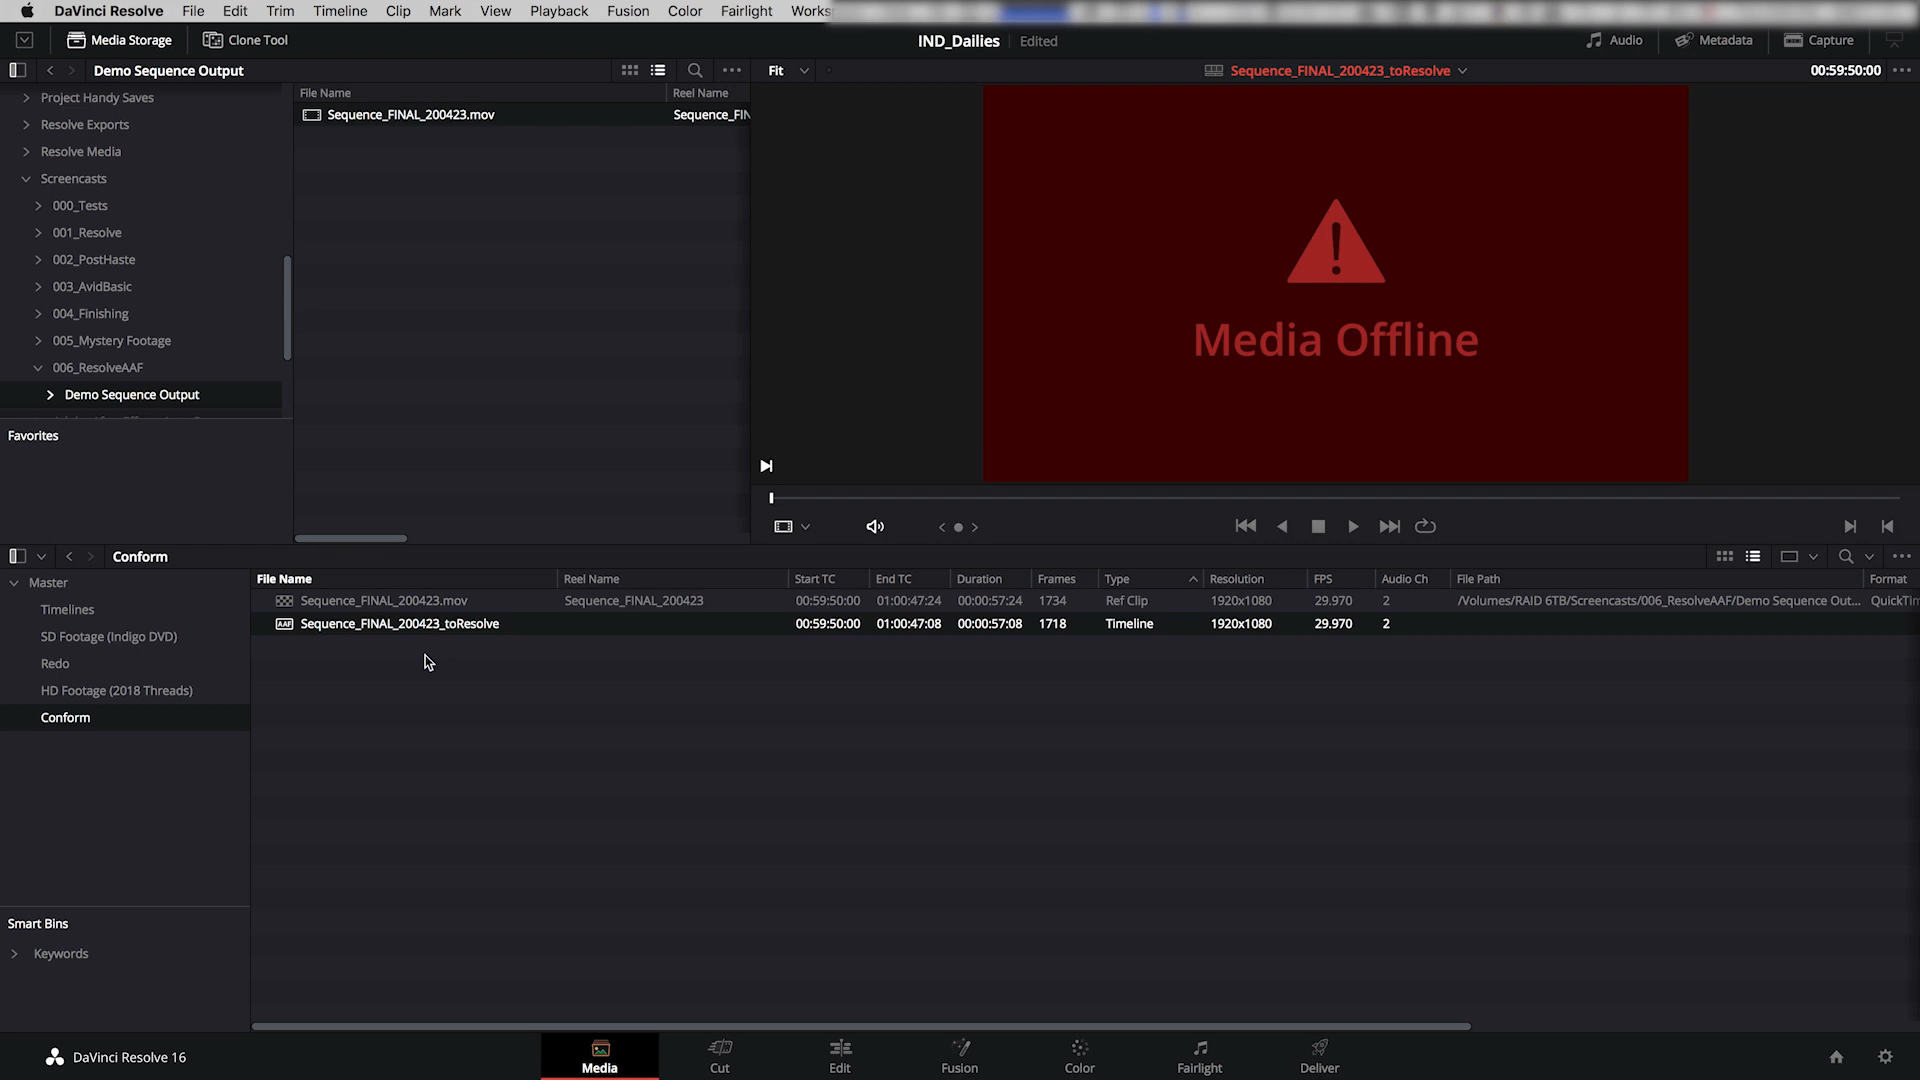 DaVinci Resolve File Edit Trim Timeline Clip Mark View Playback Fusion Color Fairlight Works
Media Storage Clone Tool IND_Dailies Edited Audio Metadata Capture
Demo Sequence Output Fit Sequence_FINAL_200423_toResolve 00:59:50:00
Project Handy Saves
Resolve Exports
Resolve Media
Screencasts
000_Tests
001_Resolve
002_PostHaste
003_AvidBasic
004_Finishing
005_Mystery Footage
006_ResolveAAF
Demo Sequence Output
Favorites
File Name Reel Name
Sequence_FINAL_200423.mov Sequence_FIN
Media Offline
Conform
Master
Timelines
SD Footage (Indigo DVD)
Redo
HD Footage (2018 Threads)
Conform
Smart Bins
Keywords
File Name Reel Name Start TC End TC Duration Frames Type Resolution FPS Audio Ch File Path Format
Sequence_FINAL_200423.mov Sequence_FINAL_200423 00:59:50:00 01:00:47:24 00:00:57:24 1734 Ref Clip 1920x1080 29.970 2 /Volumes/RAID 6TB/Screencasts/006_ResolveAAF/Demo Sequence Out... QuickTin
AAF Sequence_FINAL_200423_toResolve 00:59:50:00 01:00:47:08 00:00:57:08 1718 Timeline 1920x1080 29.970 2
DaVinci Resolve 16 Media Cut Edit Fusion Color Fairlight Deliver